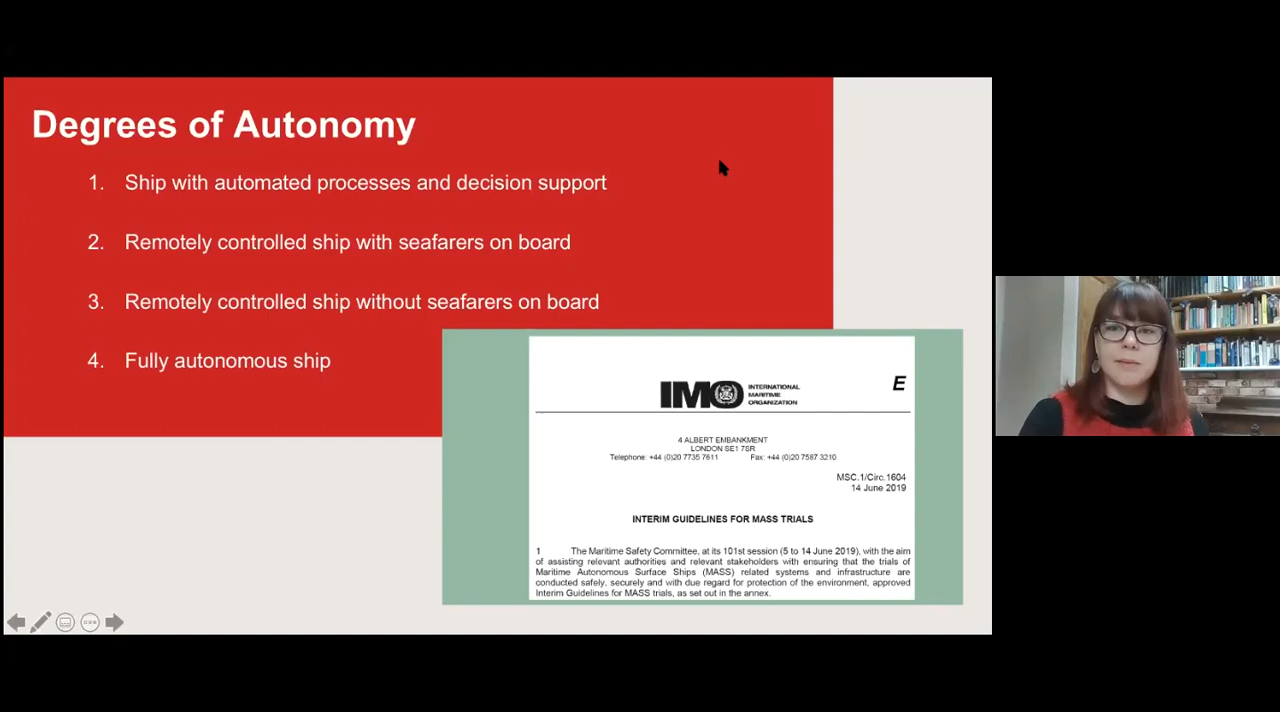 Degrees of Autonomy
1. Ship with automated processes and decision support
2. Remotely controlled ship with seafarers on board
3. Remotely controlled ship without seafarers on board
4. Fully autonomous ship
IMO
INTERNATIONAL
MARITIME
ORGANIZATION
E
4 ALBERT EMBANKMENT
LONDON SE1 7SR
Telephone: +44 (0)20 7735 7611 Fax: +44 (0)20 7587 3210
MSC.1/Circ.1604
14 June 2019
INTERIM GUIDELINES FOR MASS TRIALS
1 The Maritime Safety Committee, at its 101st session (5 to 14 June 2019), with the aim
of assisting relevant authorities and relevant stakeholders with ensuring that the trials of
Maritime Autonomous Surface Ships (MASS) related systems and infrastructure are
conducted safely, securely and with due regard for protection of the environment, approved
Interim Guidelines for MASS trials, as set out in the annex.